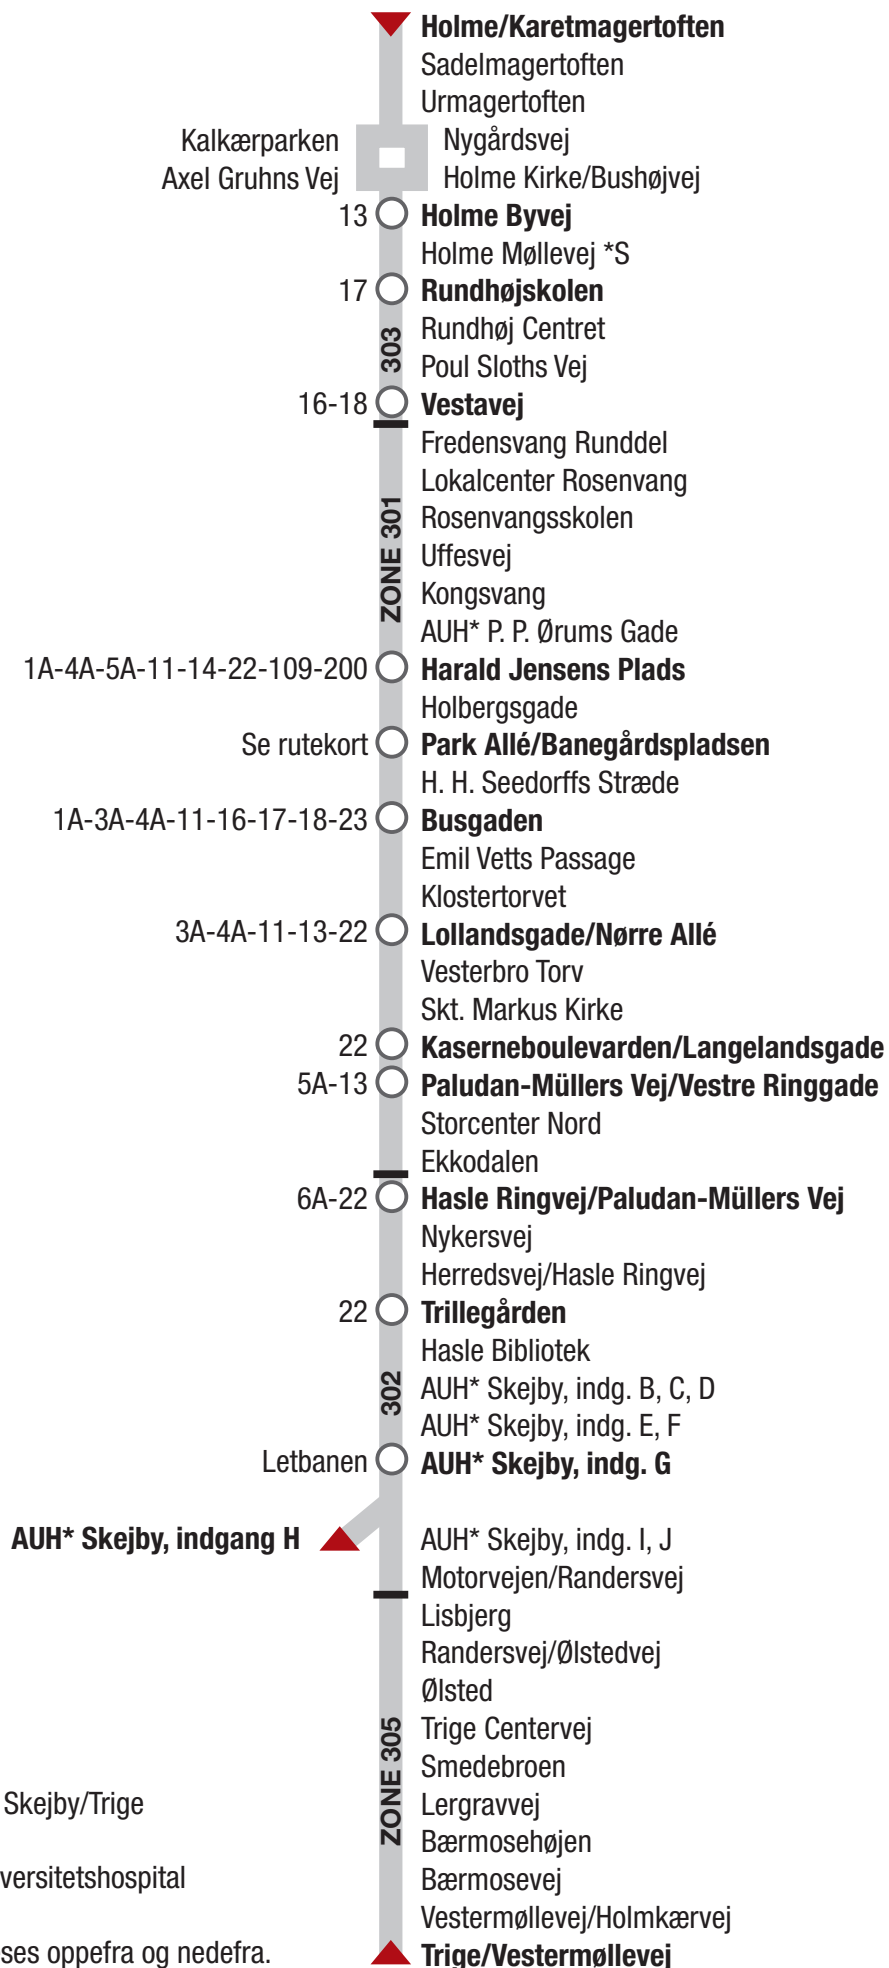 Holme/Karetmagertoften
Sadelmagertoften
Urmagertoften
Kalkærparken Nygårdsvej
Axel Gruhns Vej Holme Kirke/Bushøjvej
13 Holme Byvej
Holme Møllevej *S
17 Rundhøjskolen
303
Rundhøj Centret
Poul Sloths Vej
16-18 Vestavej
Fredensvang Runddel
Lokalcenter Rosenvang
ZONE 301
Rosenvangsskolen
Uffesvej
Kongsvang
AUH* P. P. Ørums Gade
1A-4A-5A-11-14-22-109-200 Harald Jensens Plads
Holbergsgade
Se rutekort Park Allé/Banegårdspladsen
H. H. Seedorffs Stræde
1A-3A-4A-11-16-17-18-23 Busgaden
Emil Vetts Passage
Klostertorvet
3A-4A-11-13-22 Lollandsgade/Nørre Allé
Vesterbro Torv
Skt. Markus Kirke
22 Kaserneboulevarden/Langelandsgade
5A-13 Paludan-Müllers Vej/Vestre Ringgade
Storcenter Nord
Ekkodalen
6A-22 Hasle Ringvej/Paludan-Müllers Vej
Nykersvej
Herredsvej/Hasle Ringvej
22 Trillegården
Hasle Bibliotek
302
AUH* Skejby, indg. B, C, D
AUH* Skejby, indg. E, F
Letbanen AUH* Skejby, indg. G
AUH* Skejby, indgang H AUH* Skejby, indg. I, J
Motorvejen/Randersvej
Lisbjerg
Randersvej/Ølstedvej
Ølsted
ZONE 305
Trige Centervej
Smedebroen
Skejby/Trige Lergravvej
Bærmosehøjen
versitetshospital Bærmosevej
Vestermøllevej/Holmkærvej
ses oppefra og nedefra. Trige/Vestermøllevej